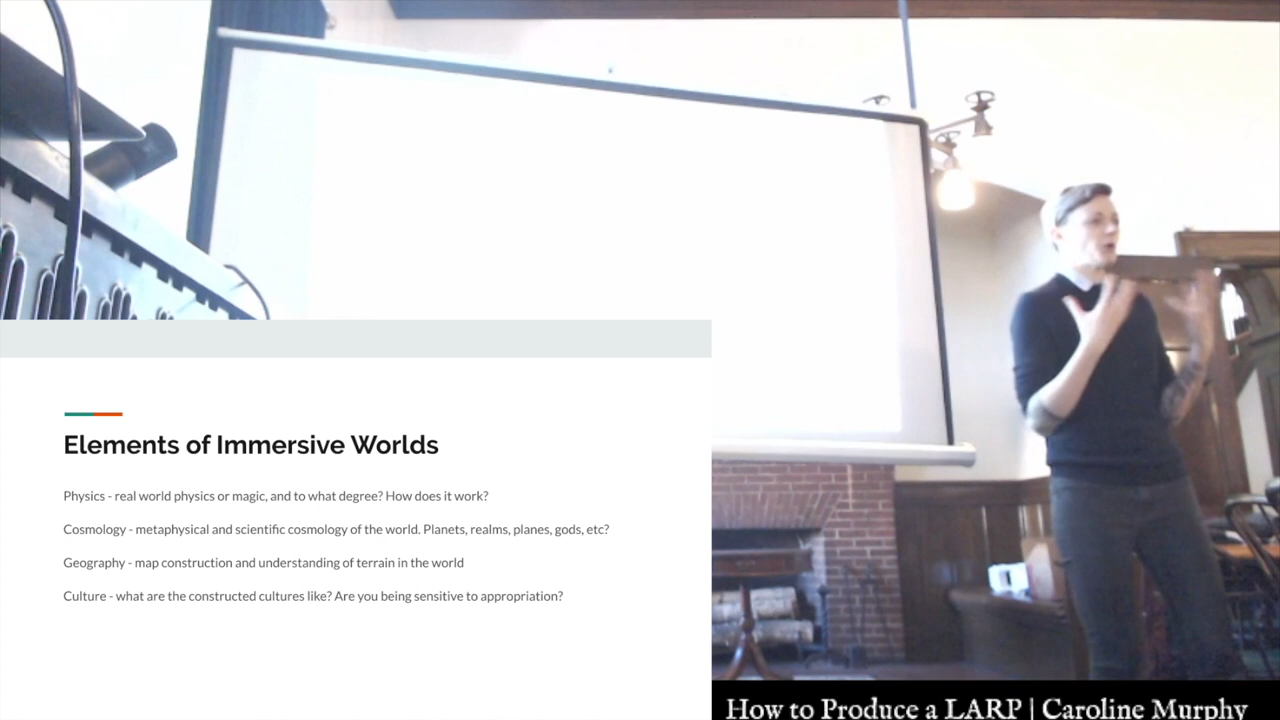 Elements of Immersive Worlds
Physics - real world physics or magic, and to what degree? How does it work?
Cosmology - metaphysical and scientific cosmology of the world. Planets, realms, planes, gods, etc?
Geography - map construction and understanding of terrain in the world
Culture - what are the constructed cultures like? Are you being sensitive to appropriation?
How to Produce a LARP | Caroline Murphy